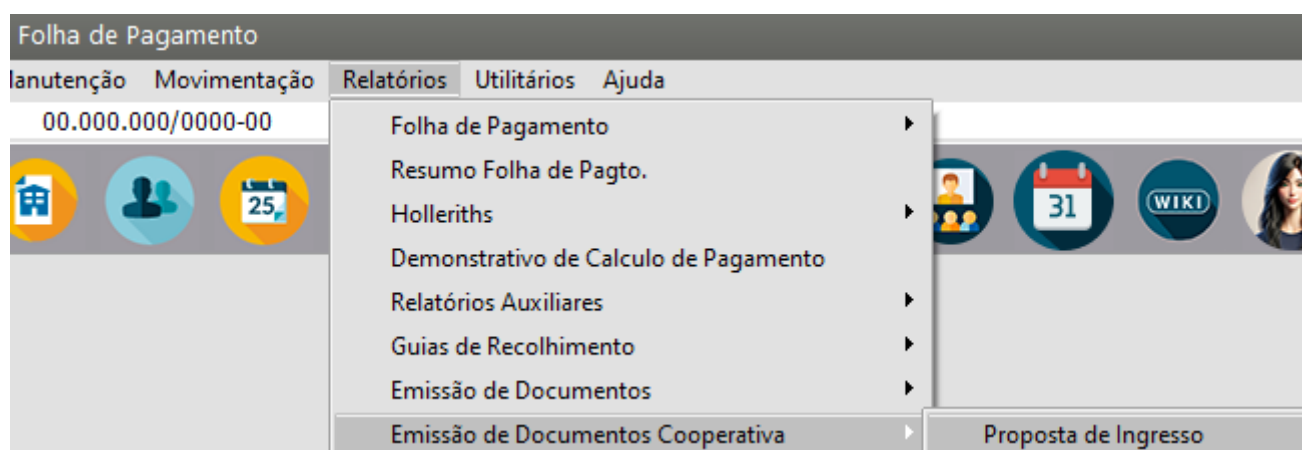 Folha de Pagamento
Manutenção Movimentação Relatórios Utilitários Ajuda
00.000.000/0000-00
Folha de Pagamento
Resumo Folha de Pagto.
25
31
WIKI
Holleriths
Demonstrativo de Calculo de Pagamento
Relatórios Auxiliares
Guias de Recolhimento
Emissão de Documentos
Emissão de Documentos Cooperativa
Proposta de Ingresso